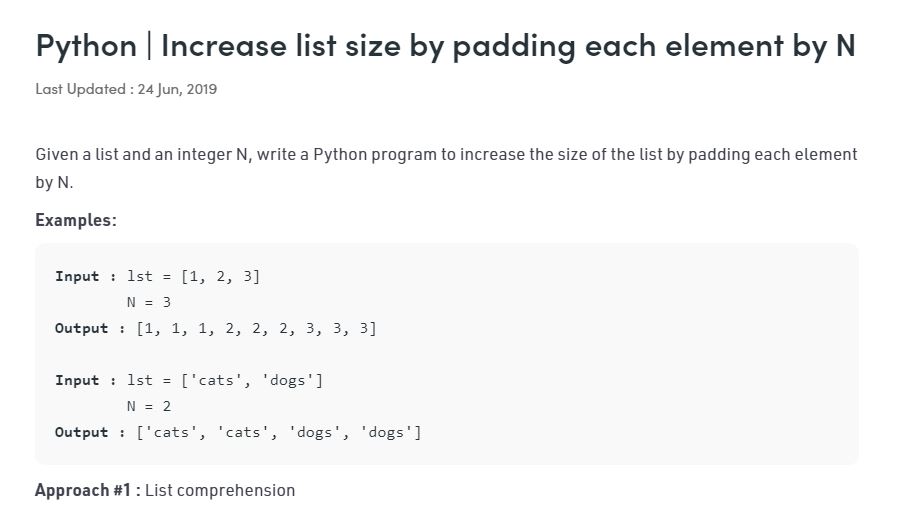 Python | Increase list size by padding each element by N
Last Updated : 24 Jun, 2019
Given a list and an integer N, write a Python program to increase the size of the list by padding each element
by N.
Examples:
Input : lst = [1, 2, 3]
        N = 3
Output : [1, 1, 1, 2, 2, 2, 3, 3, 3]
Input : lst = ['cats', 'dogs']
        N = 2
Output : ['cats', 'cats', 'dogs', 'dogs']
Approach #1 : List comprehension